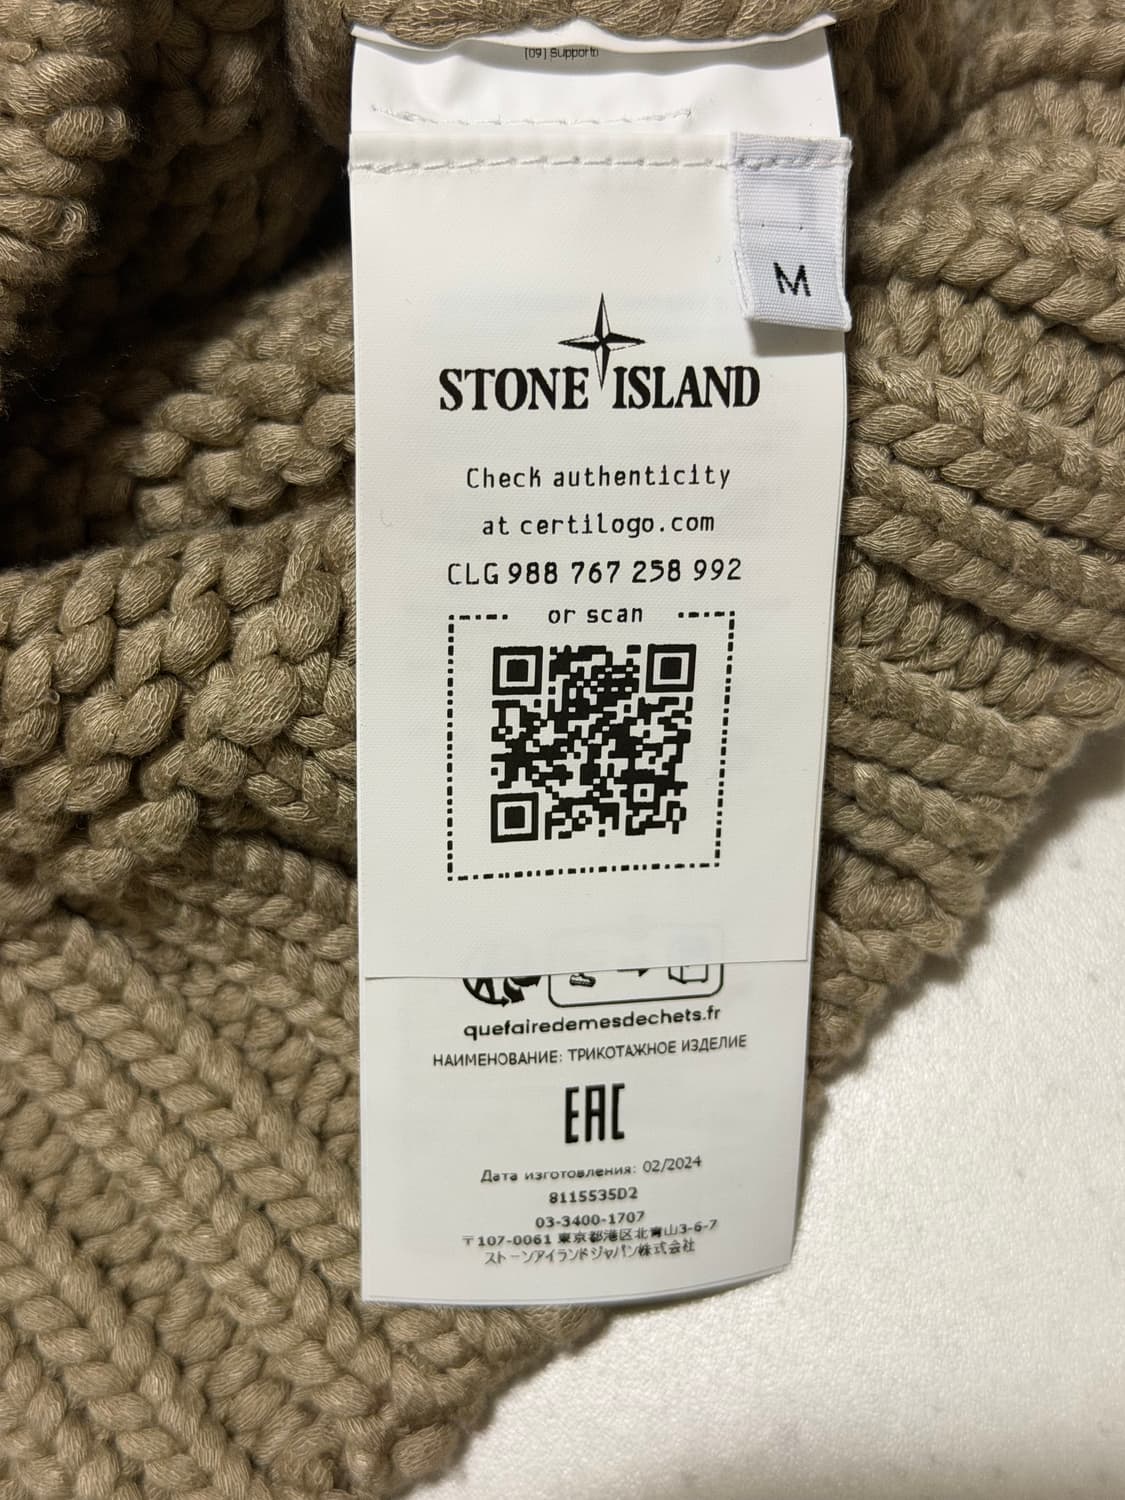 [09] Supporto
M
STONE ISLAND
Check authenticity
at certilogo.com
CLG 988 767 258 992
or scan
quefairedemesdechets.fr
НАИМЕНОВАНИЕ: ТРИКОТАЖНОЕ ИЗДЕЛИЕ
EAC
Дата изготовления: 02/2024
8115535D2
03-3400-1707
〒107-0061 東京都港区北青山3-6-7
ストーンアイランドジャパン株式会社